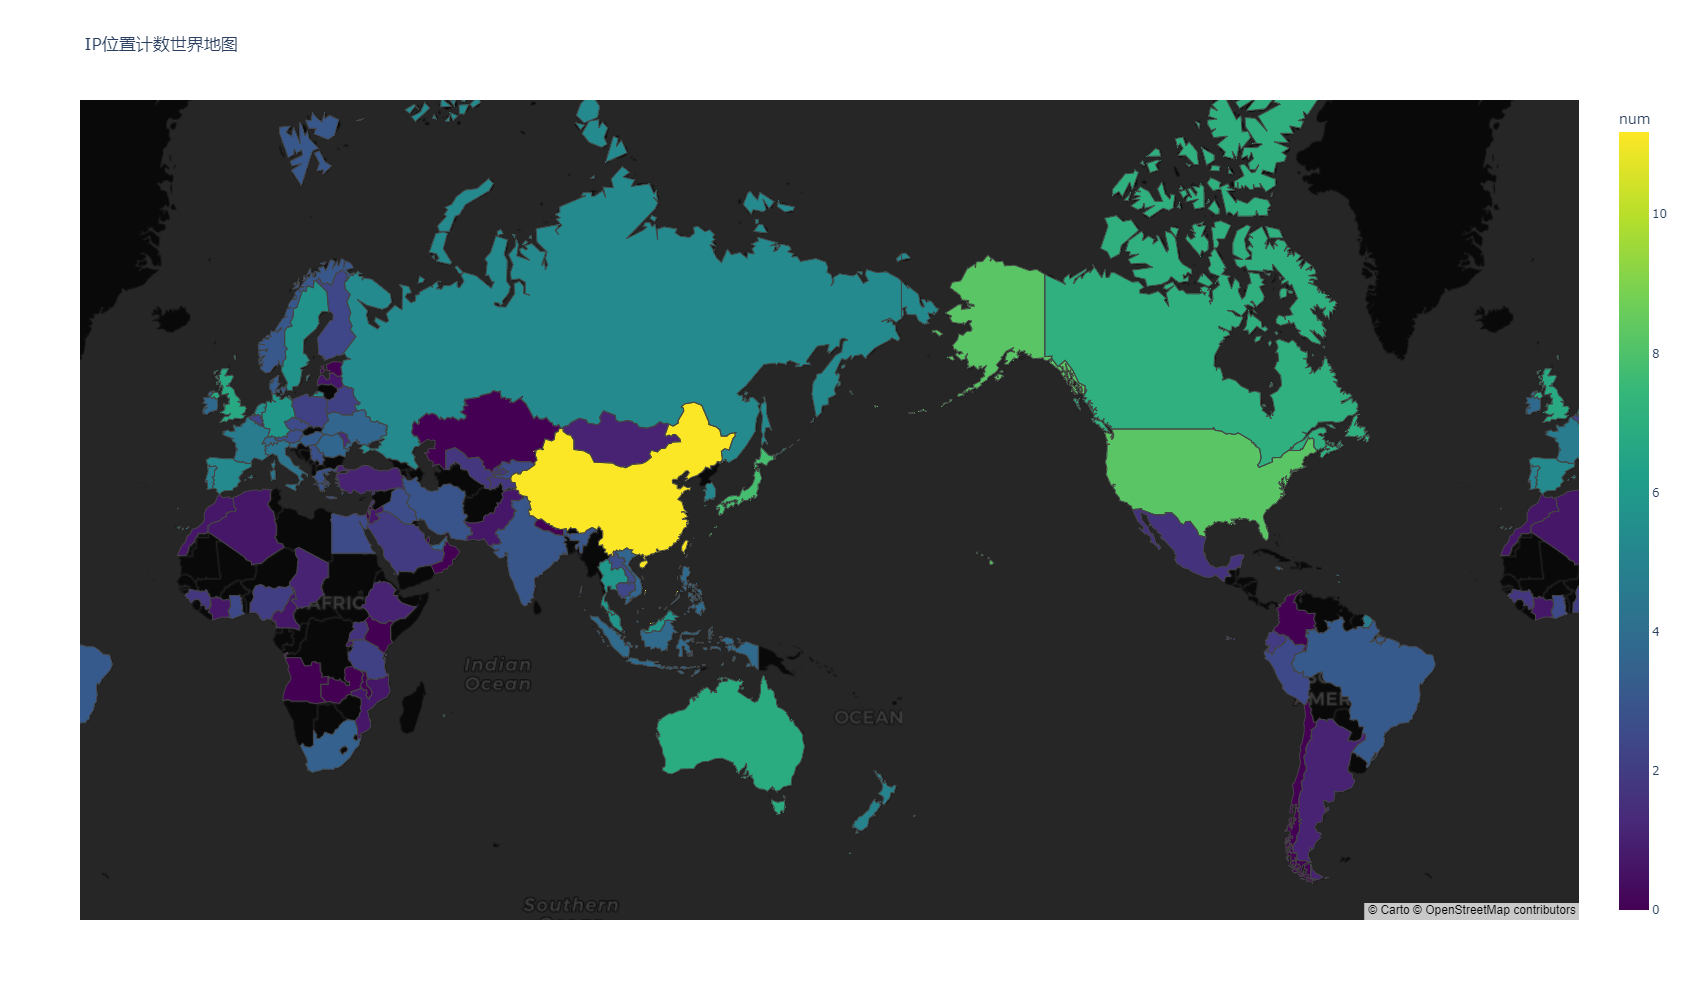 IP位置计数世界地图
num
10
8
6
4
2
0
AFRIC
Indian
Ocean
OCEAN
AMER
Southern
© Carto © OpenStreetMap contributors